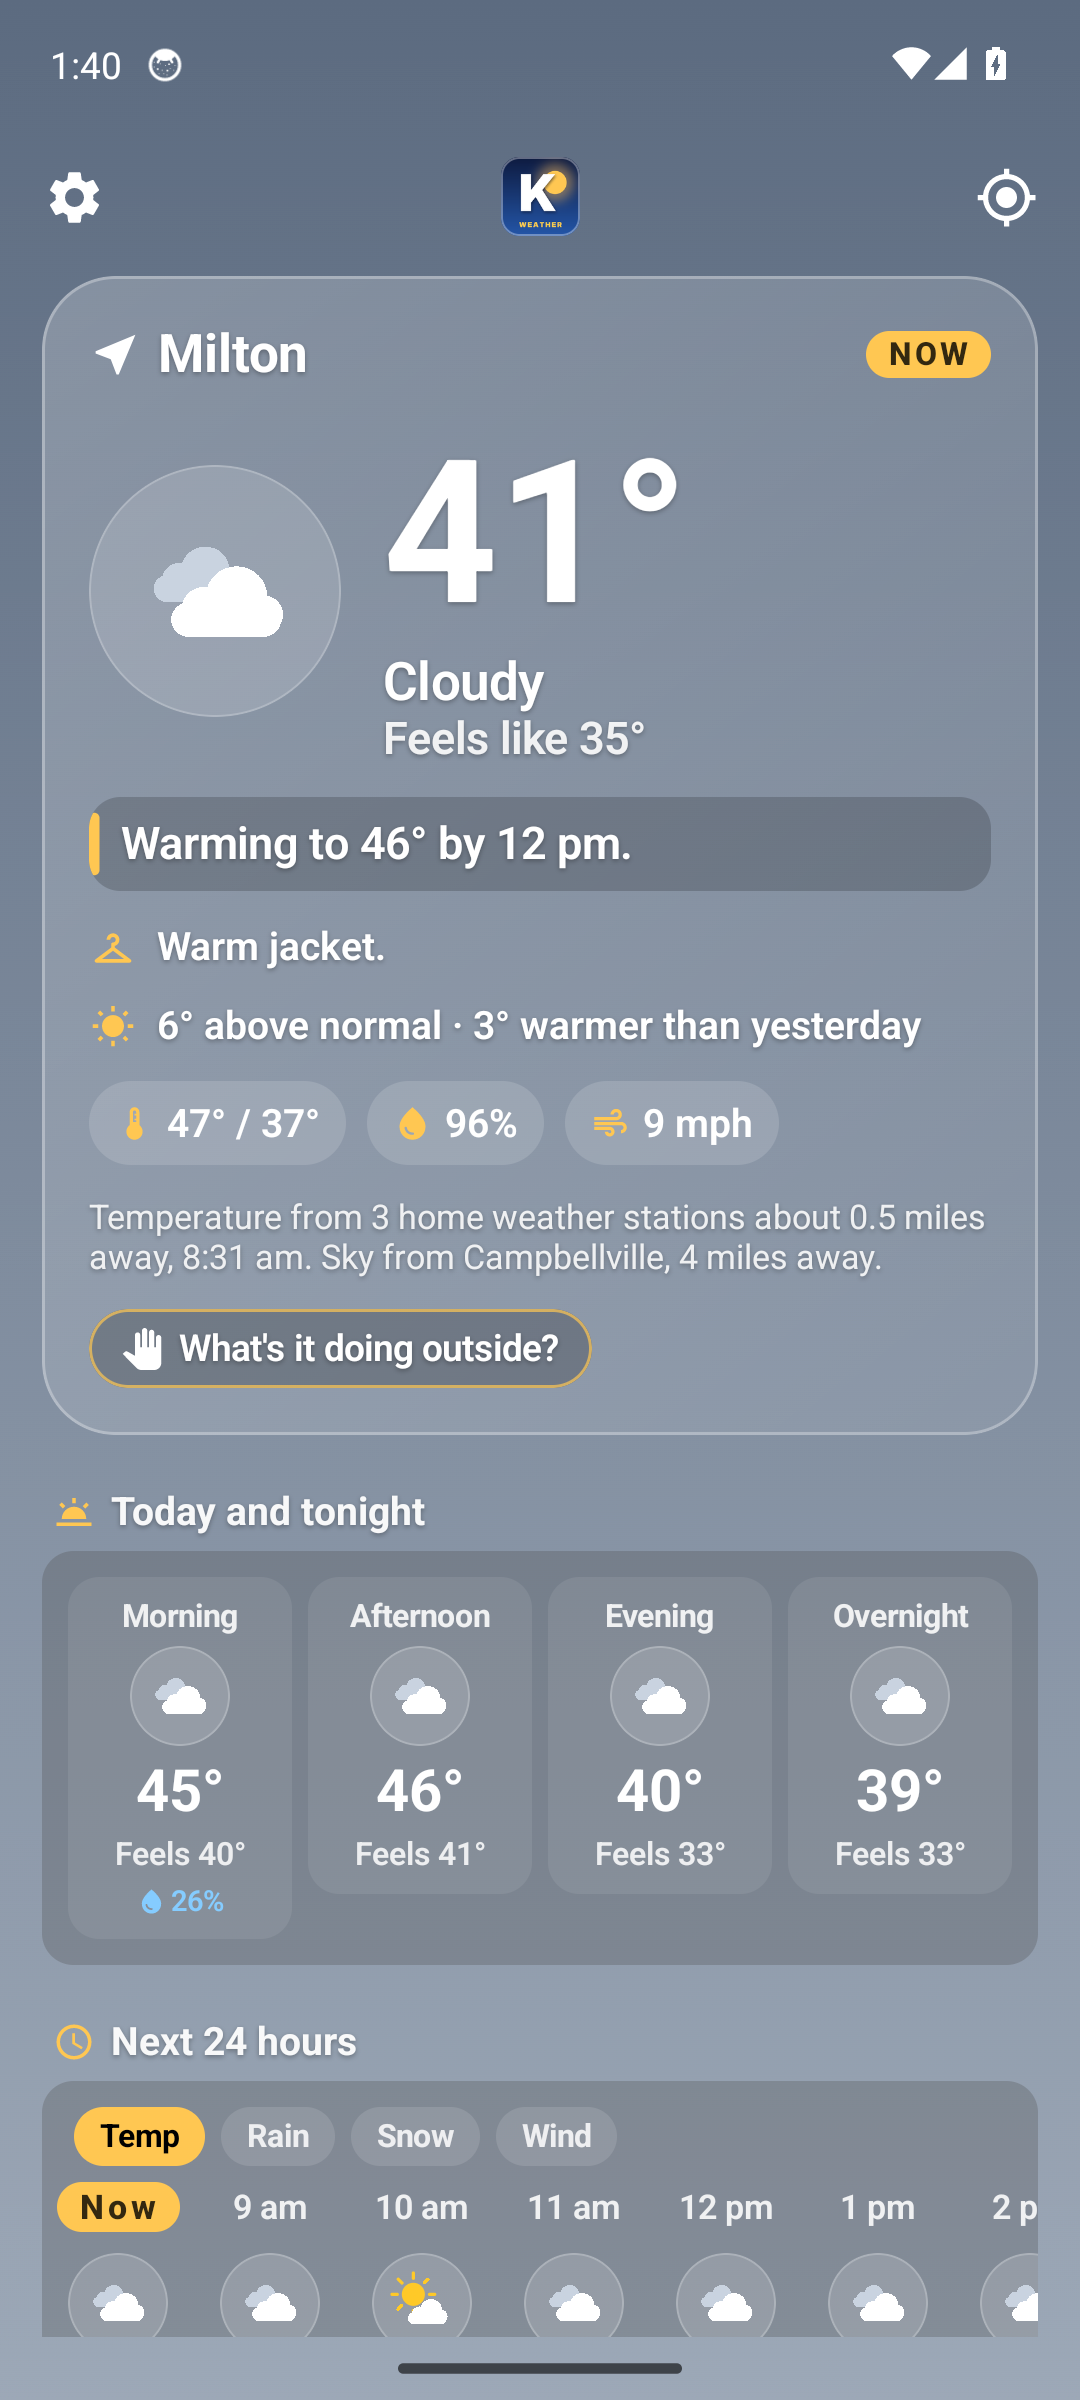 1:40
K
WEATHER
Milton
NOW
41°
Cloudy
Feels like 35°
Warming to 46° by 12 pm.
Warm jacket.
6° above normal · 3° warmer than yesterday
47° / 37°
96%
9 mph
Temperature from 3 home weather stations about 0.5 miles
away, 8:31 am. Sky from Campbellville, 4 miles away.
What's it doing outside?
Today and tonight
Morning
Afternoon
Evening
Overnight
45°
46°
40°
39°
Feels 40°
Feels 41°
Feels 33°
Feels 33°
26%
Next 24 hours
Temp
Rain
Snow
Wind
Now
9 am
10 am
11 am
12 pm
1 pm
2 p